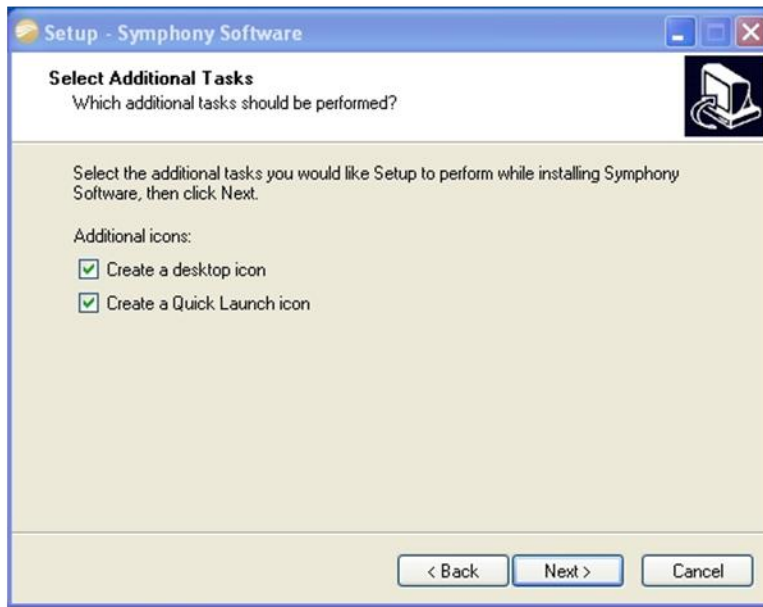 Setup - Symphony Software
Select Additional Tasks
Which additional tasks should be performed?
Select the additional tasks you would like Setup to perform while installing Symphony
Software, then click Next.
Additional icons:
Create a desktop icon
Create a Quick Launch icon
< Back
Next >
Cancel